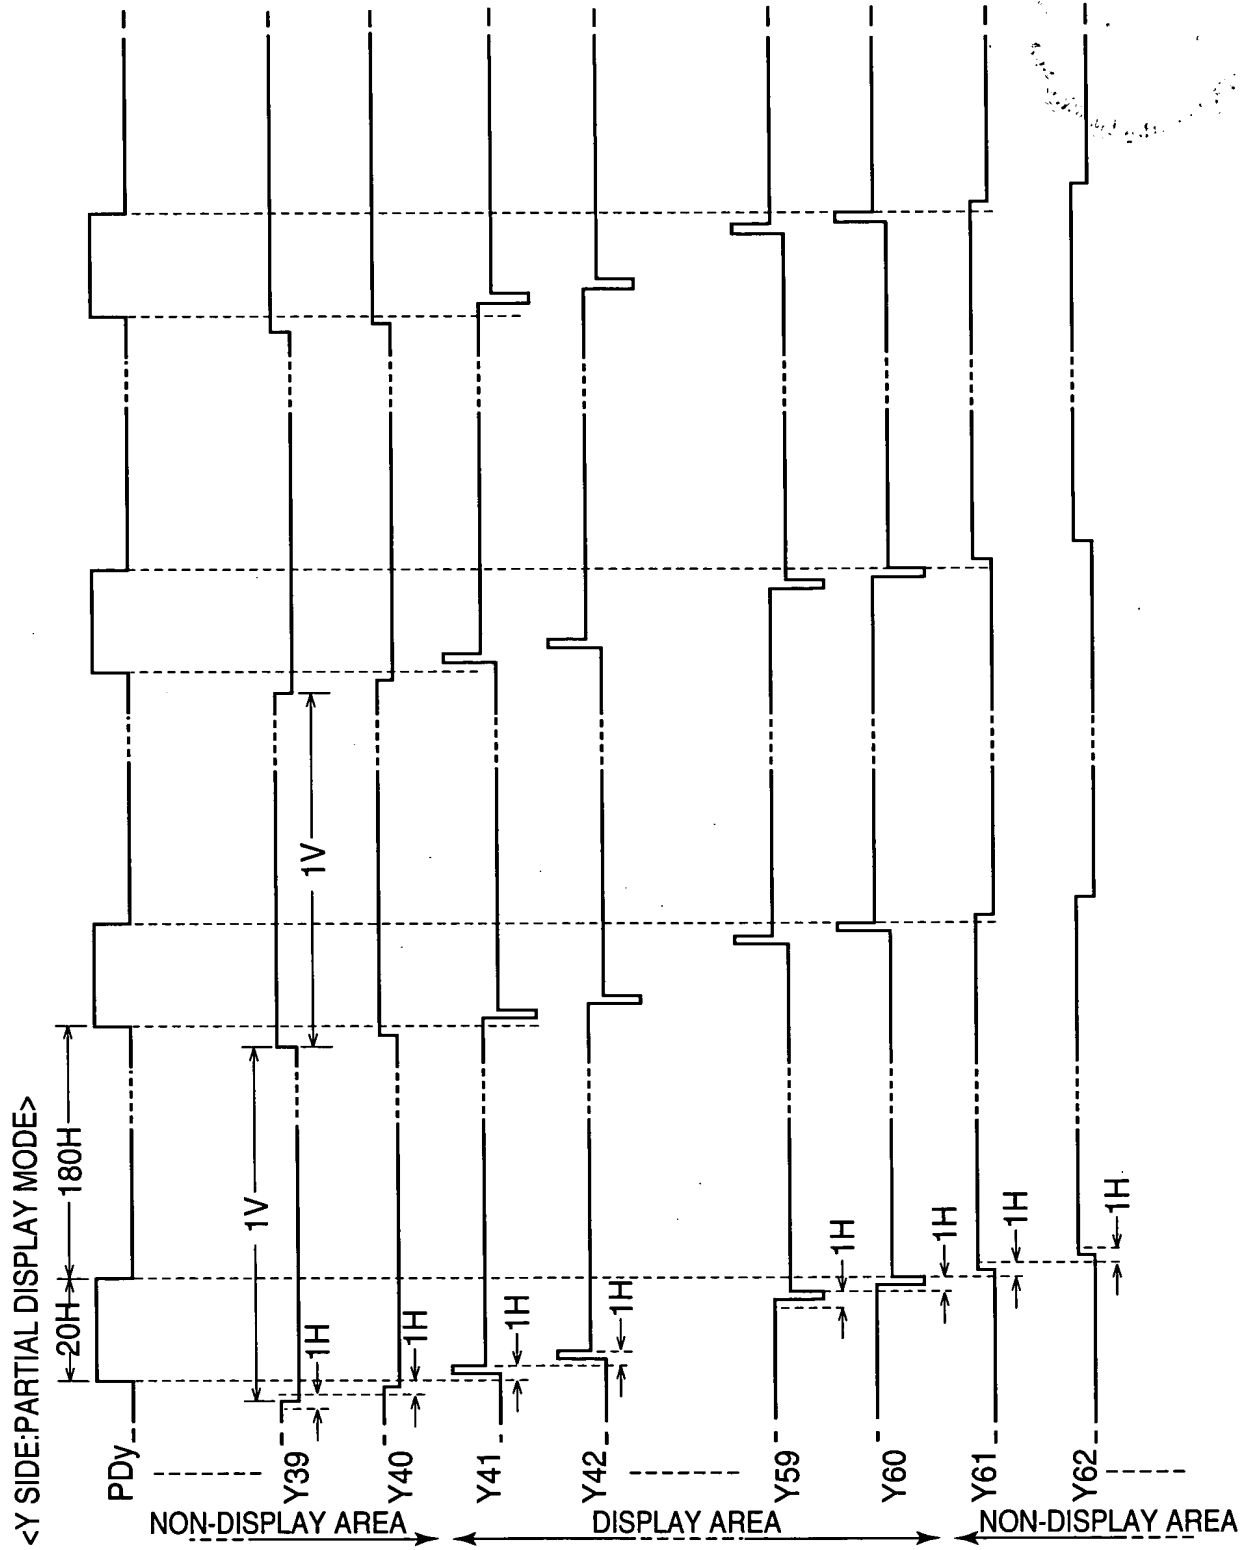 <Y SIDE:PARTIAL DISPLAY MODE>
20H
180H
PDy
1V
1V
Y39
1H
Y40
1H
Y41
1H
Y42
1H
Y59
1H
Y60
1H
Y61
1H
Y62
1H
NON-DISPLAY AREA
DISPLAY AREA
NON-DISPLAY AREA